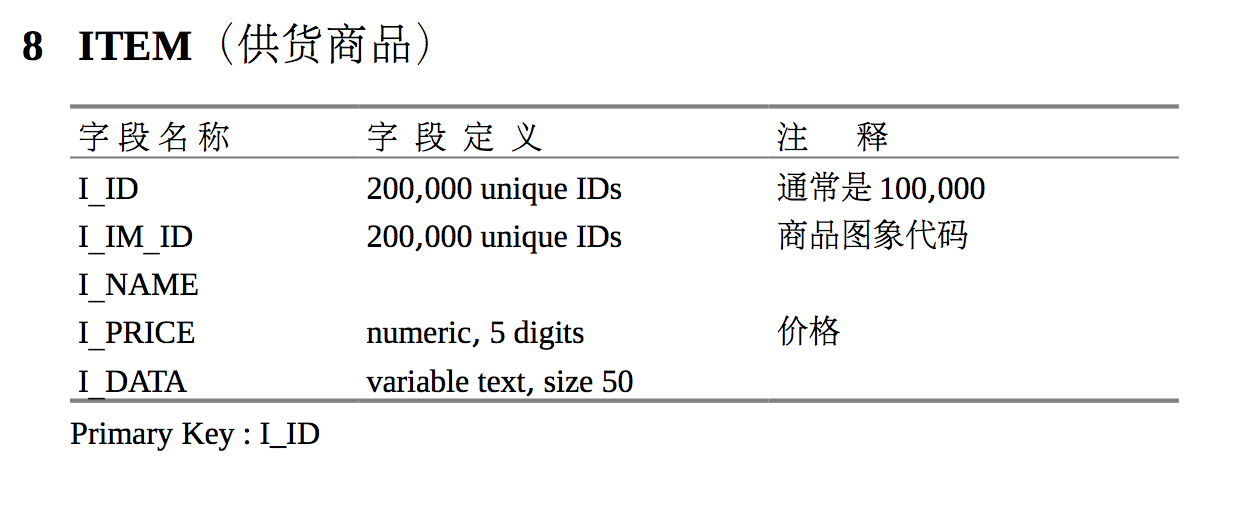 8 ITEM（供货商品）
字段名称 字段定义 注 释
I_ID 200,000 unique IDs 通常是 100,000
I_IM_ID 200,000 unique IDs 商品图象代码
I_NAME
I_PRICE numeric, 5 digits 价格
I_DATA variable text, size 50
Primary Key : I_ID